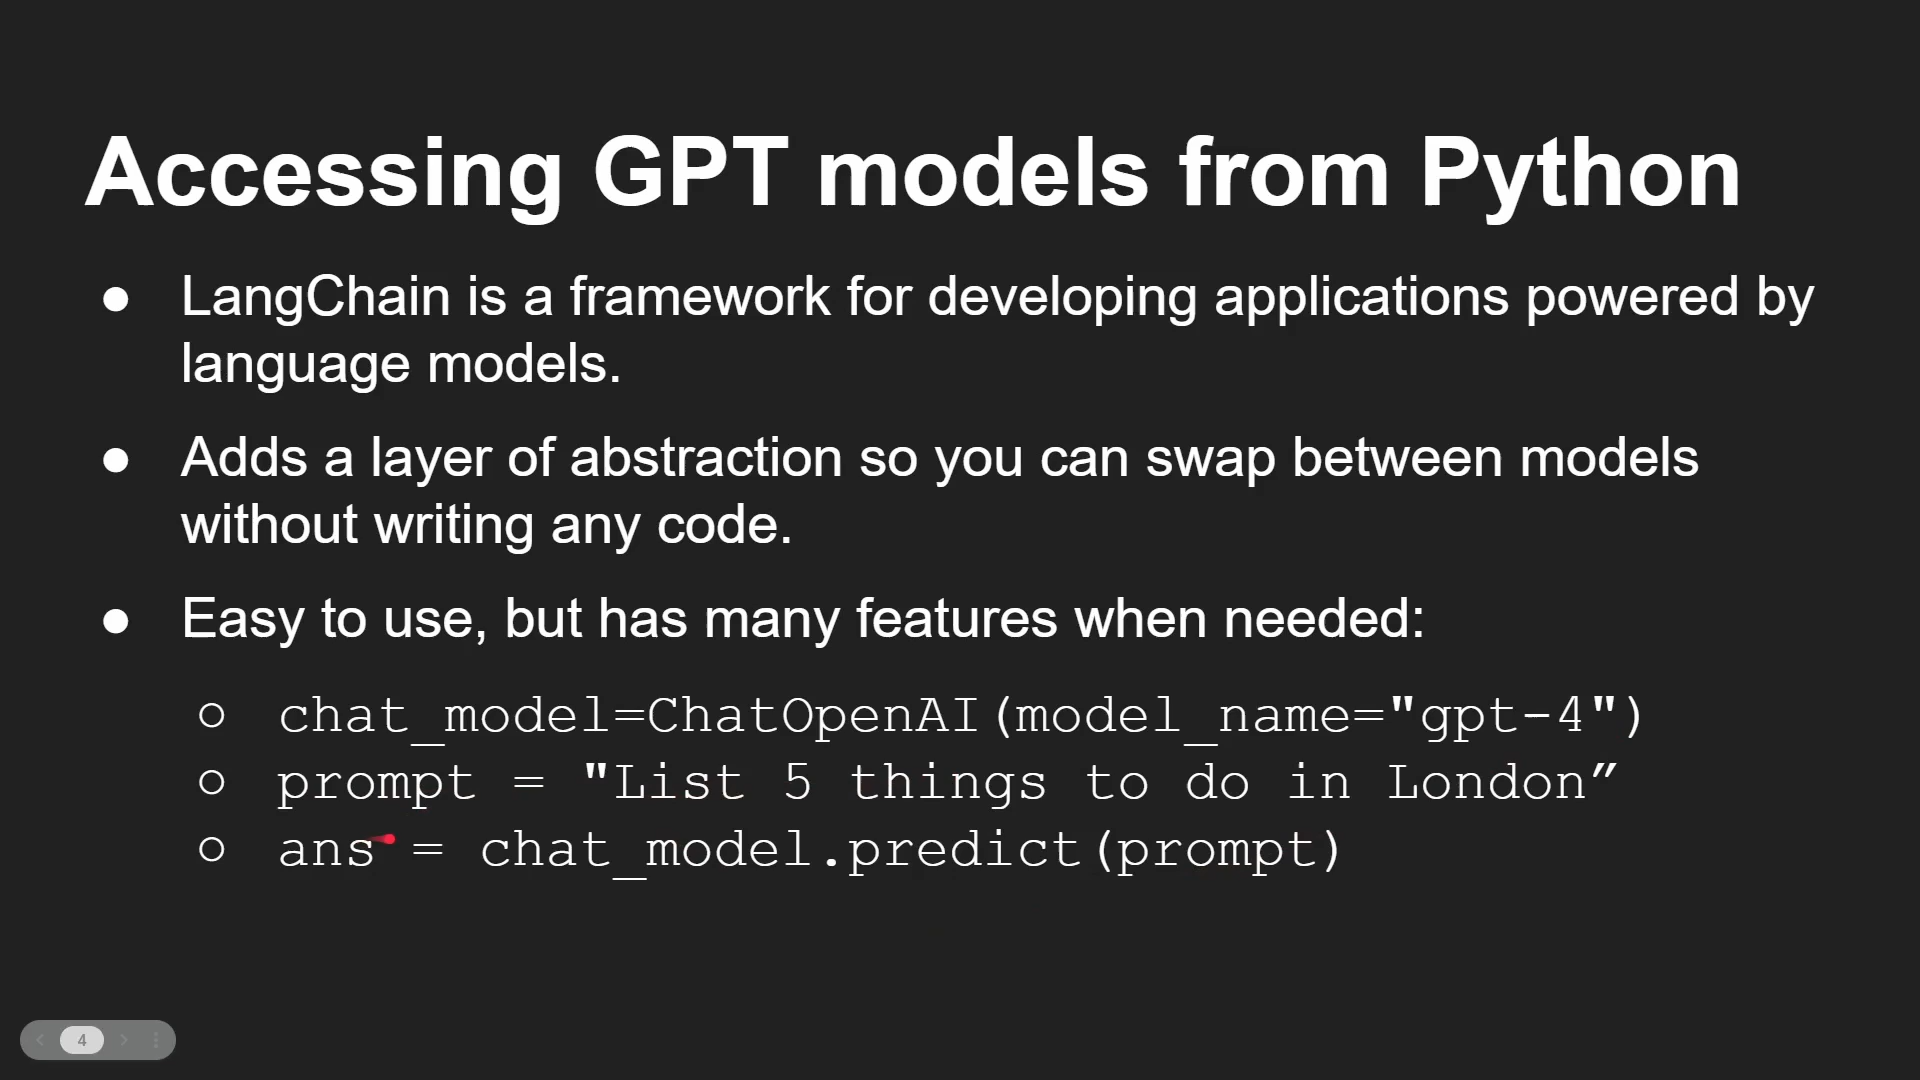 Accessing GPT models from Python
● LangChain is a framework for developing applications powered by
language models.
● Adds a layer of abstraction so you can swap between models
without writing any code.
● Easy to use, but has many features when needed:
○ chat_model=ChatOpenAI(model_name="gpt-4")
○ prompt = "List 5 things to do in London”
○ ans = chat_model.predict(prompt)
4